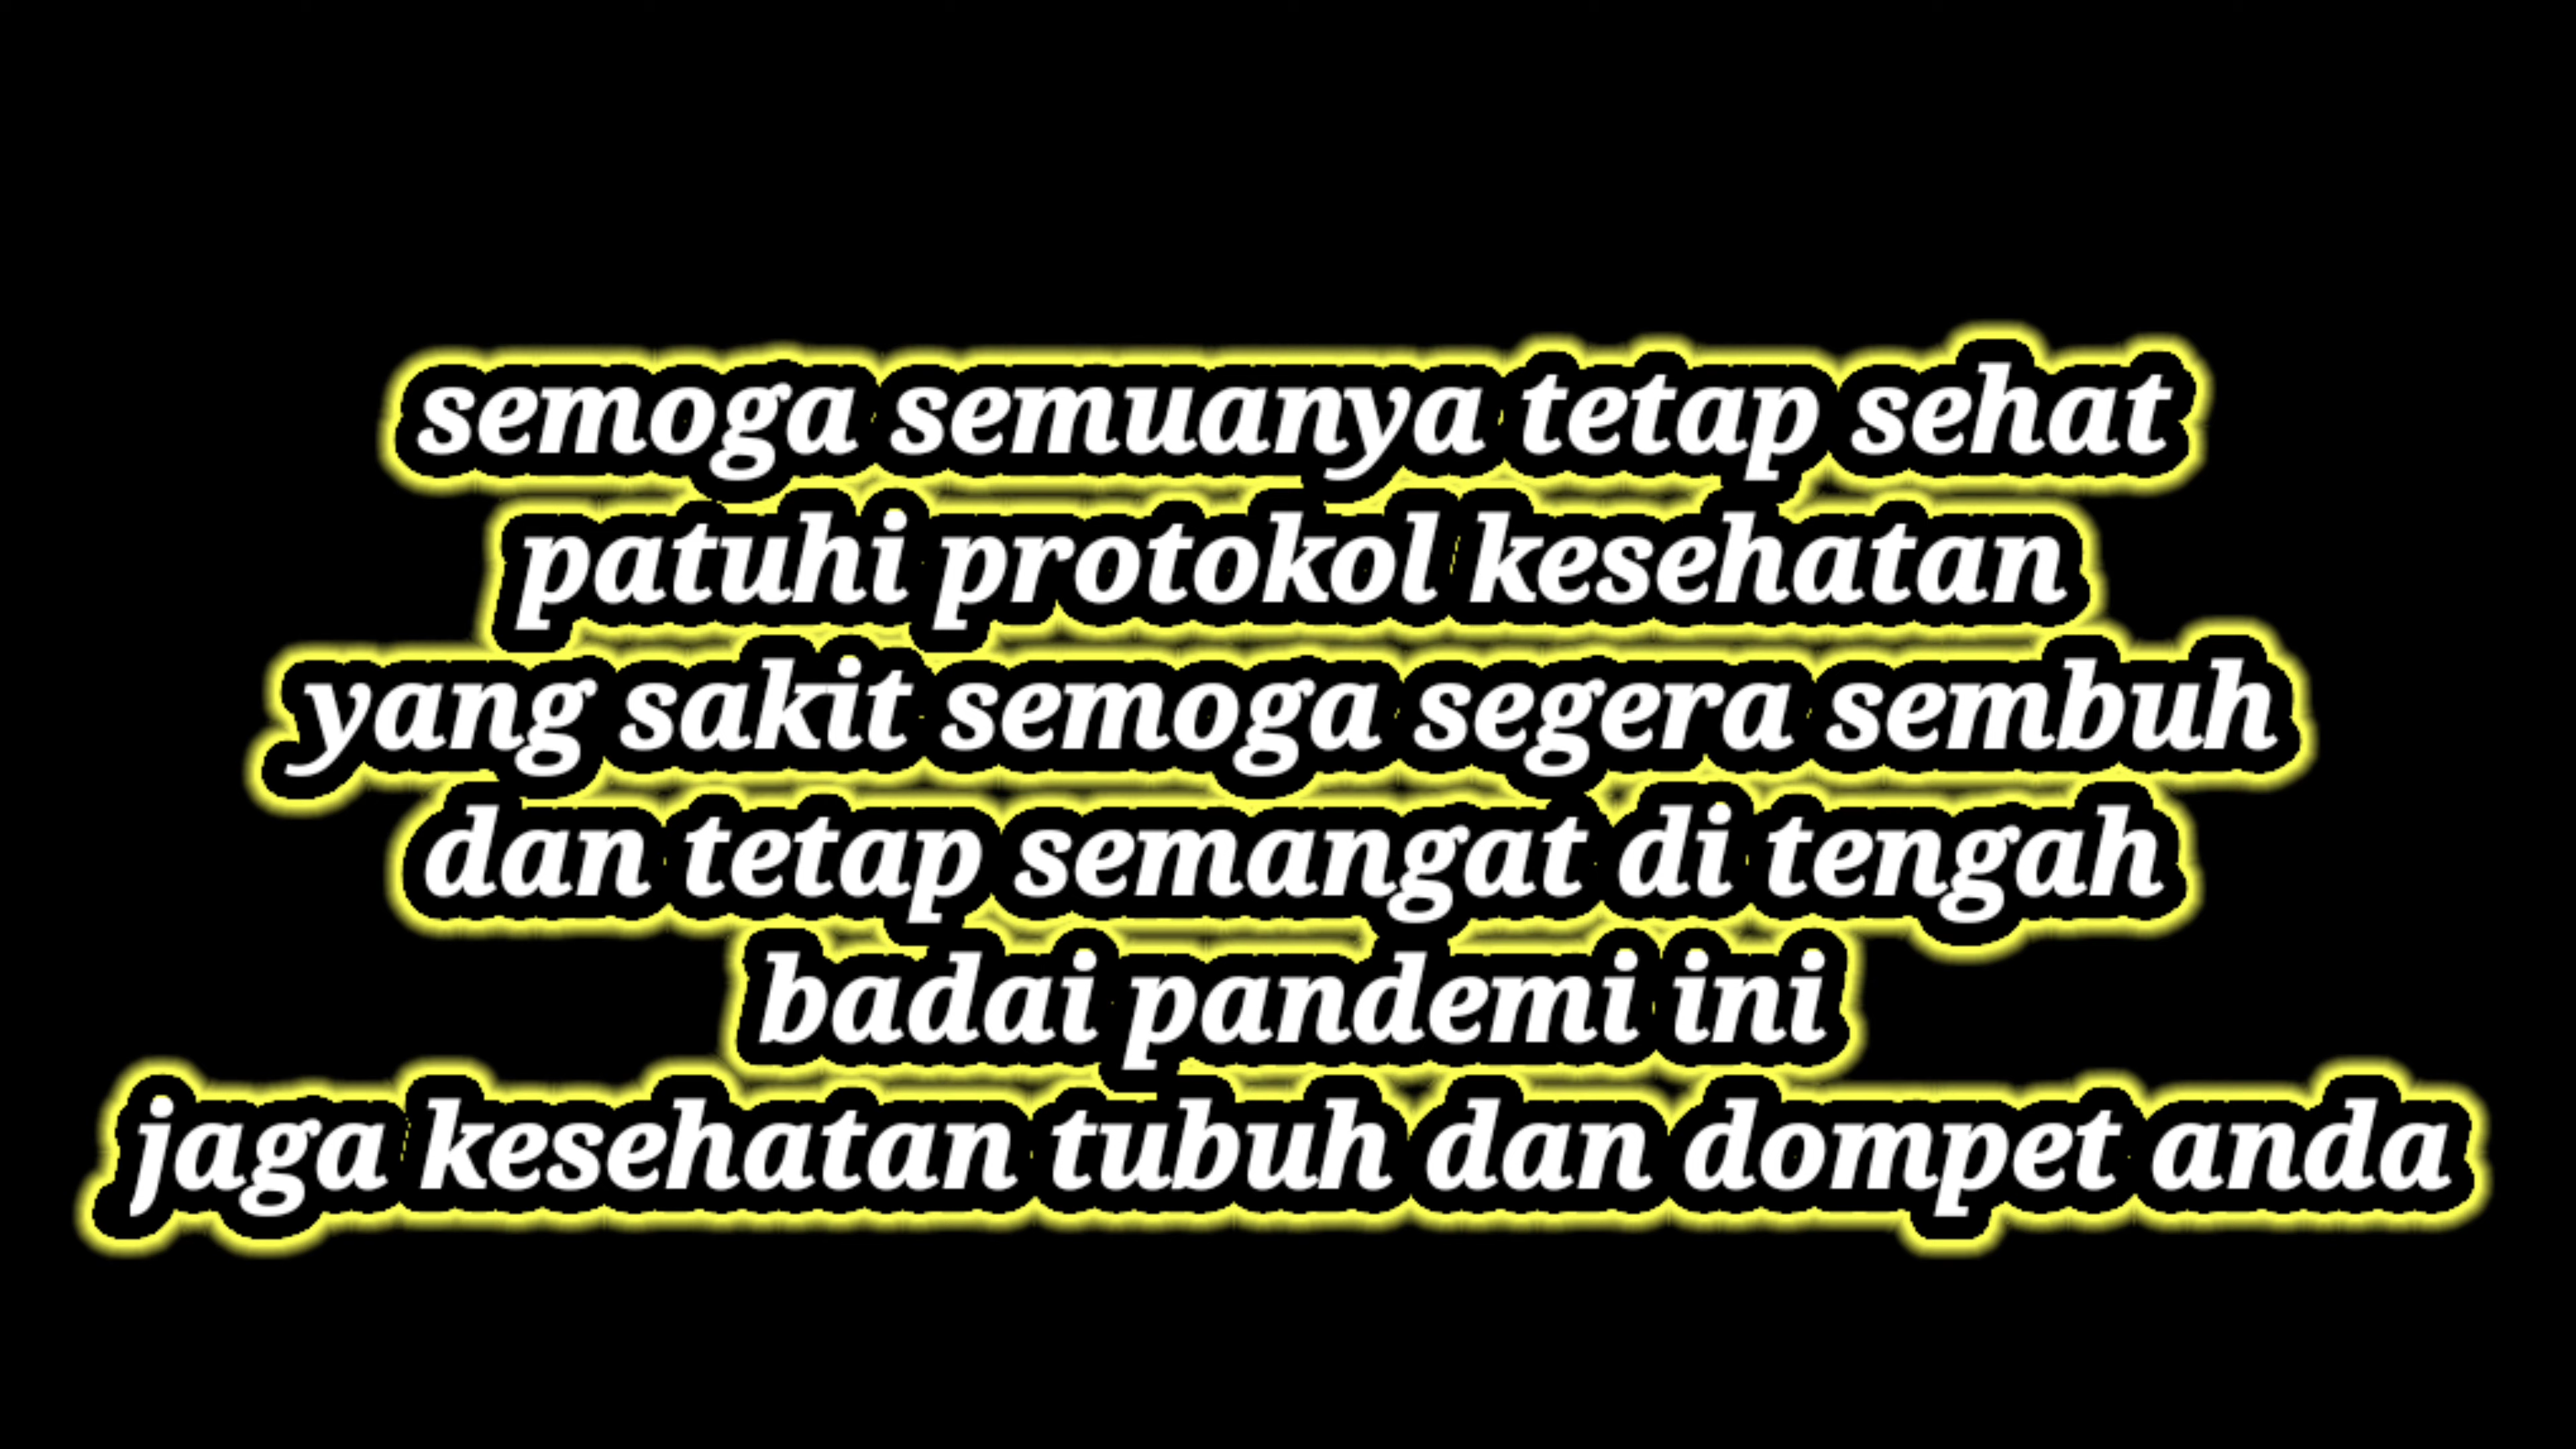 semoga semuanya tetap sehat
patuhi protokol kesehatan
yang sakit semoga segera sembuh
dan tetap semangat di tengah
badai pandemi ini
jaga kesehatan tubuh dan dompet anda